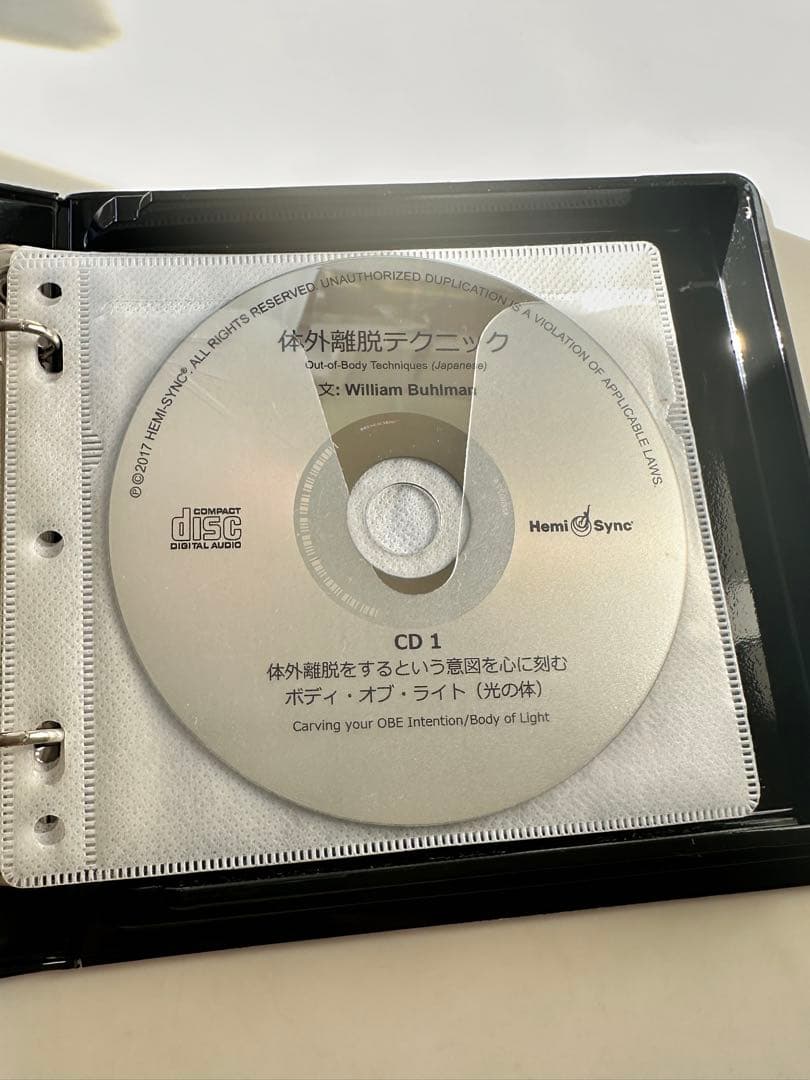 ℗©2017 HEMI-SYNC®. ALL RIGHTS RESERVED. UNAUTHORIZED DUPLICATION IS A VIOLATION OF APPLICABLE LAWS.
体外離脱テクニック
Out-of-Body Techniques (Japanese)
文: William Buhlman
COMPACT
disc
DIGITAL AUDIO
Hemi Sync®
CD 1
体外離脱をするという意図を心に刻む
ボディ・オブ・ライト（光の体）
Carving your OBE Intention/Body of Light